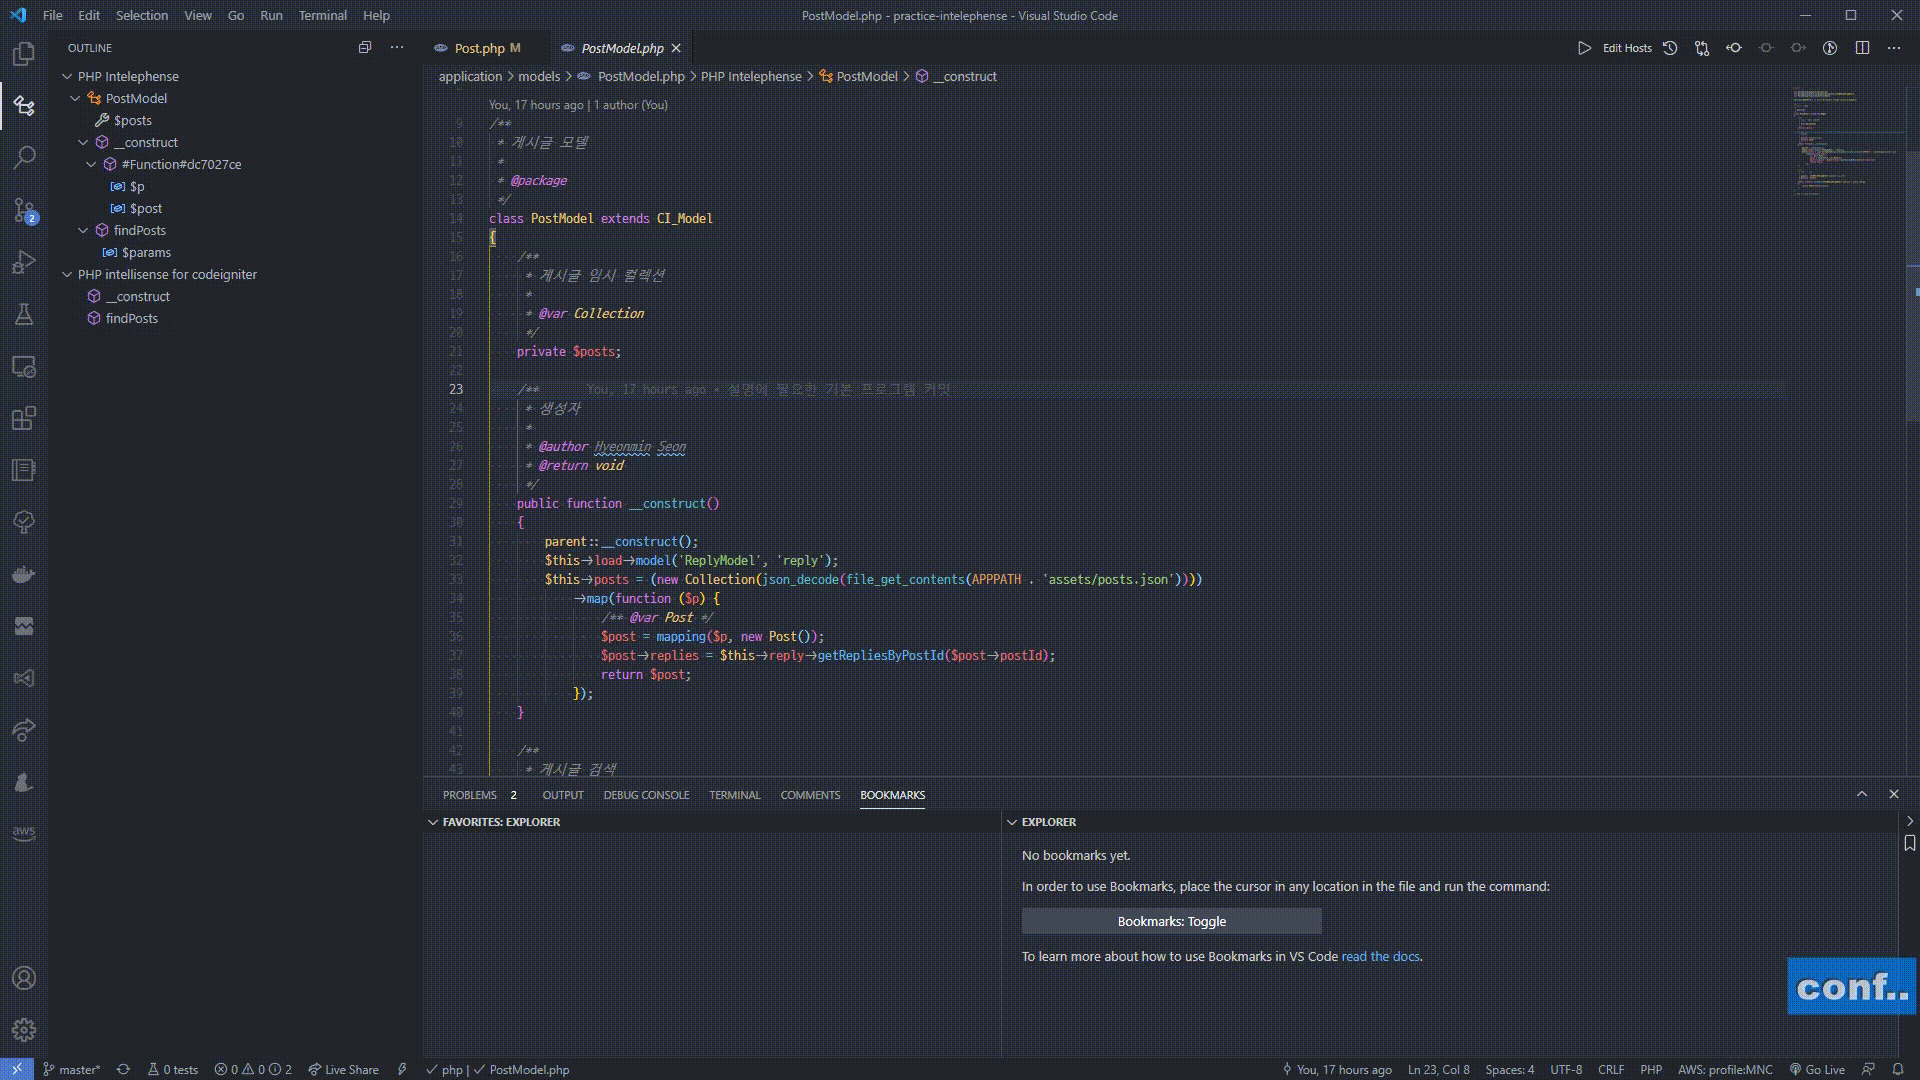 File Edit Selection View Go Run Terminal Help
PostModel.php - practice-intelephense - Visual Studio Code
OUTLINE
PHP Intelephense
PostModel
$posts
__construct
#Function#dc7027ce
$p
$post
findPosts
$params
PHP intellisense for codeigniter
__construct
findPosts
2
Post.php M
PostModel.php
Edit Hosts
application > models > PostModel.php > PHP Intelephense > PostModel > __construct
You, 17 hours ago | 1 author (You)
9 /**
10 * 게시글 모델
11 *
12 * @package
13 */
14 class PostModel extends CI_Model
15 {
16 /**
17 * 게시글 임시 컬렉션
18 *
19 * @var Collection
20 */
21 private $posts;
22
23 /** You, 17 hours ago • 설명에 필요한 기본 프로그램 커밋
24 * 생성자
25 *
26 * @author Hyeonmin Seon
27 * @return void
28 */
29 public function __construct()
30 {
31 parent::__construct();
32 $this->load->model('ReplyModel', 'reply');
33 $this->posts = (new Collection(json_decode(file_get_contents(APPPATH . 'assets/posts.json'))))
34 ->map(function ($p) {
35 /** @var Post */
36 $post = mapping($p, new Post());
37 $post->replies = $this->reply->getRepliesByPostId($post->postId);
38 return $post;
39 });
40 }
41
42 /**
43 * 게시글 검색
PROBLEMS 2 OUTPUT DEBUG CONSOLE TERMINAL COMMENTS BOOKMARKS
FAVORITES: EXPLORER
EXPLORER
No bookmarks yet.
In order to use Bookmarks, place the cursor in any location in the file and run the command:
Bookmarks: Toggle
To learn more about how to use Bookmarks in VS Code read the docs.
aws
conf..
master* 0 tests 0 0 2 Live Share php | PostModel.php You, 17 hours ago Ln 23, Col 8 Spaces: 4 UTF-8 CRLF PHP AWS: profile:MNC Go Live